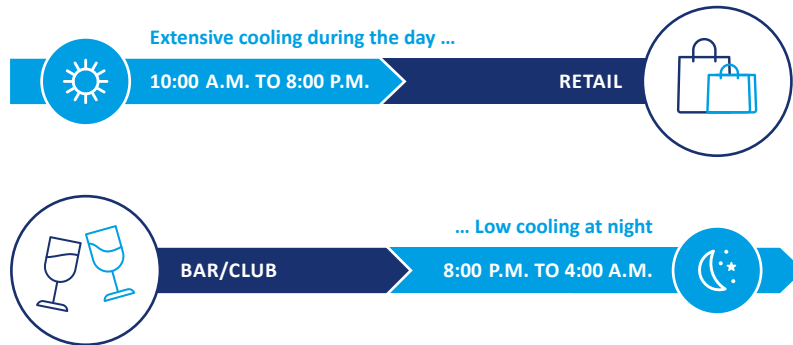 Extensive cooling during the day …
10:00 A.M. TO 8:00 P.M.
RETAIL
… Low cooling at night
BAR/CLUB
8:00 P.M. TO 4:00 A.M.